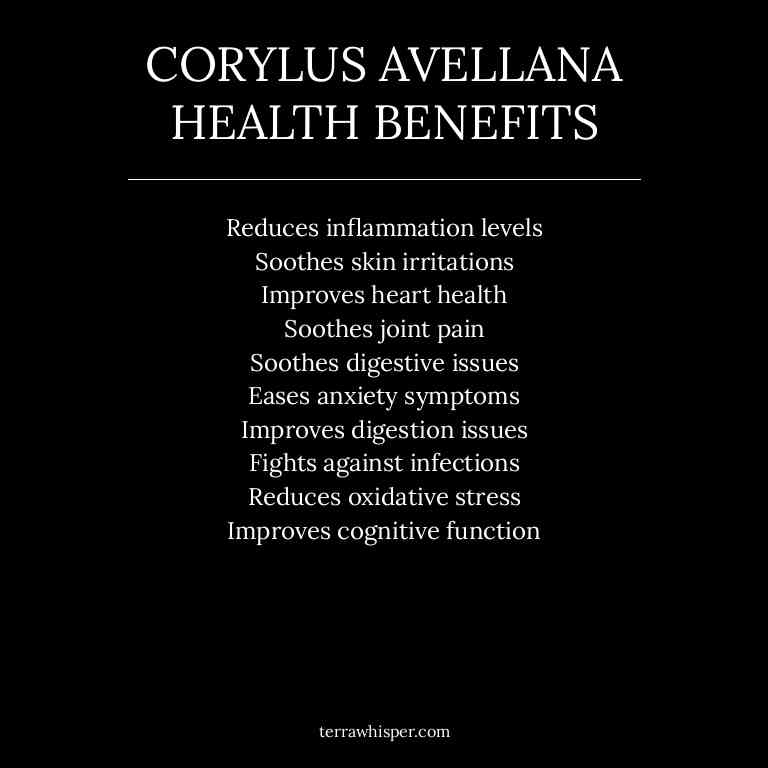 CORYLUS AVELLANA
HEALTH BENEFITS
Reduces inflammation levels
Soothes skin irritations
Improves heart health
Soothes joint pain
Soothes digestive issues
Eases anxiety symptoms
Improves digestion issues
Fights against infections
Reduces oxidative stress
Improves cognitive function
terrawhisper.com